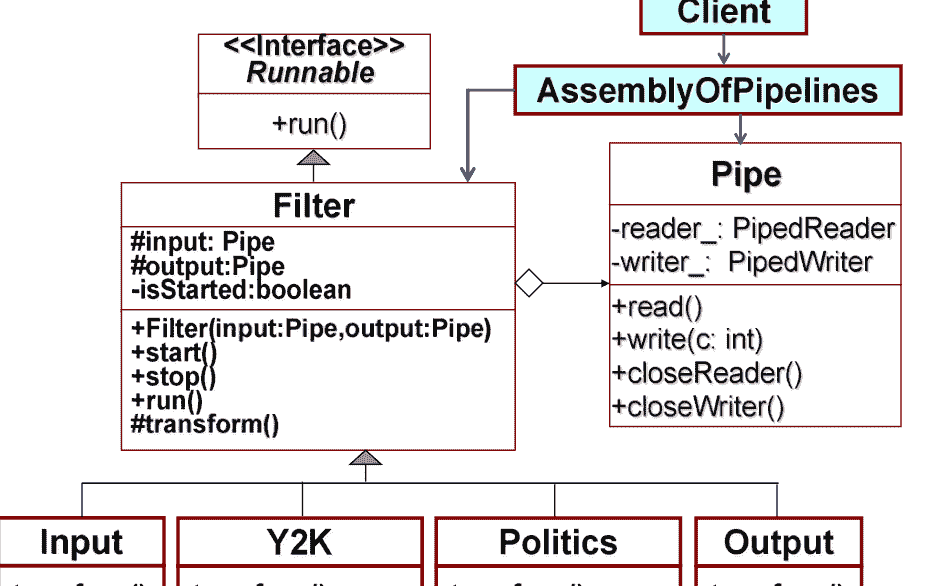 Client
<<Interface>>
Runnable
+run()
AssemblyOfPipelines
Filter
#input: Pipe
#output:Pipe
-isStarted:boolean
+Filter(input:Pipe,output:Pipe)
+start()
+stop()
+run()
#transform()
Pipe
-reader_: PipedReader
-writer_: PipedWriter
+read()
+write(c: int)
+closeReader()
+closeWriter()
Input
Y2K
Politics
Output